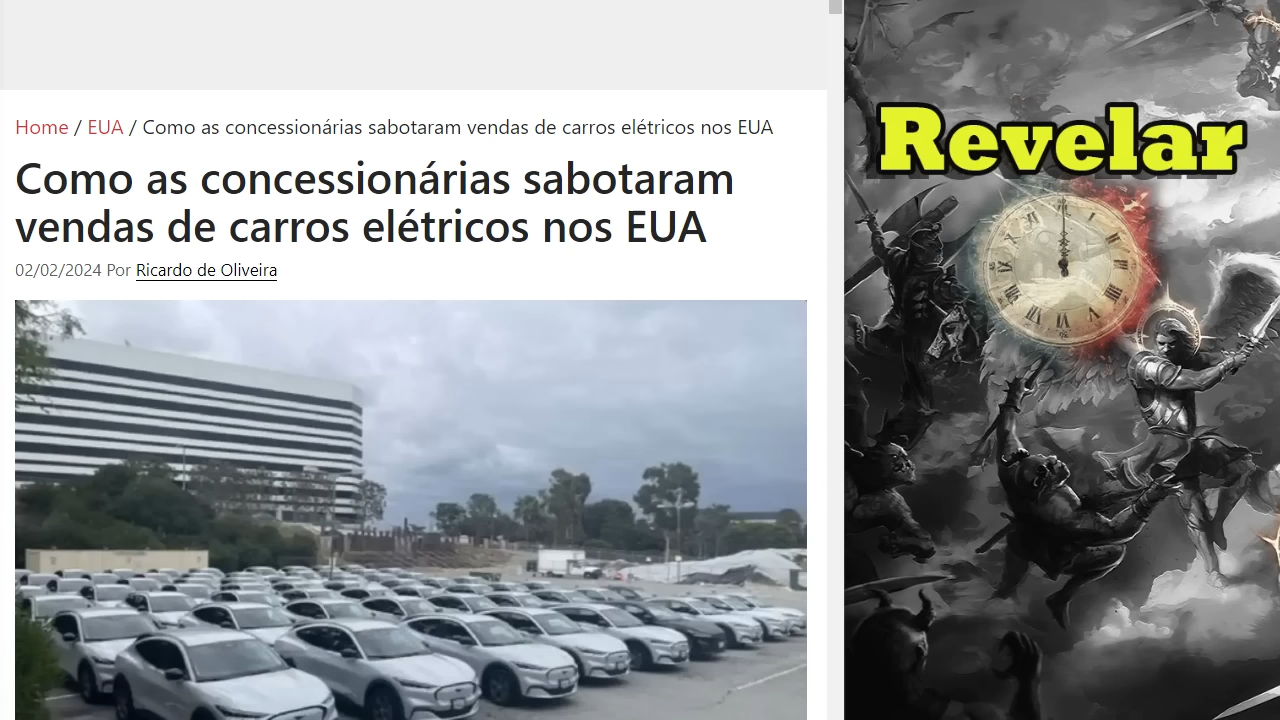 Home / EUA / Como as concessionárias sabotaram vendas de carros elétricos nos EUA
Como as concessionárias sabotaram
vendas de carros elétricos nos EUA
02/02/2024 Por Ricardo de Oliveira
Revelar